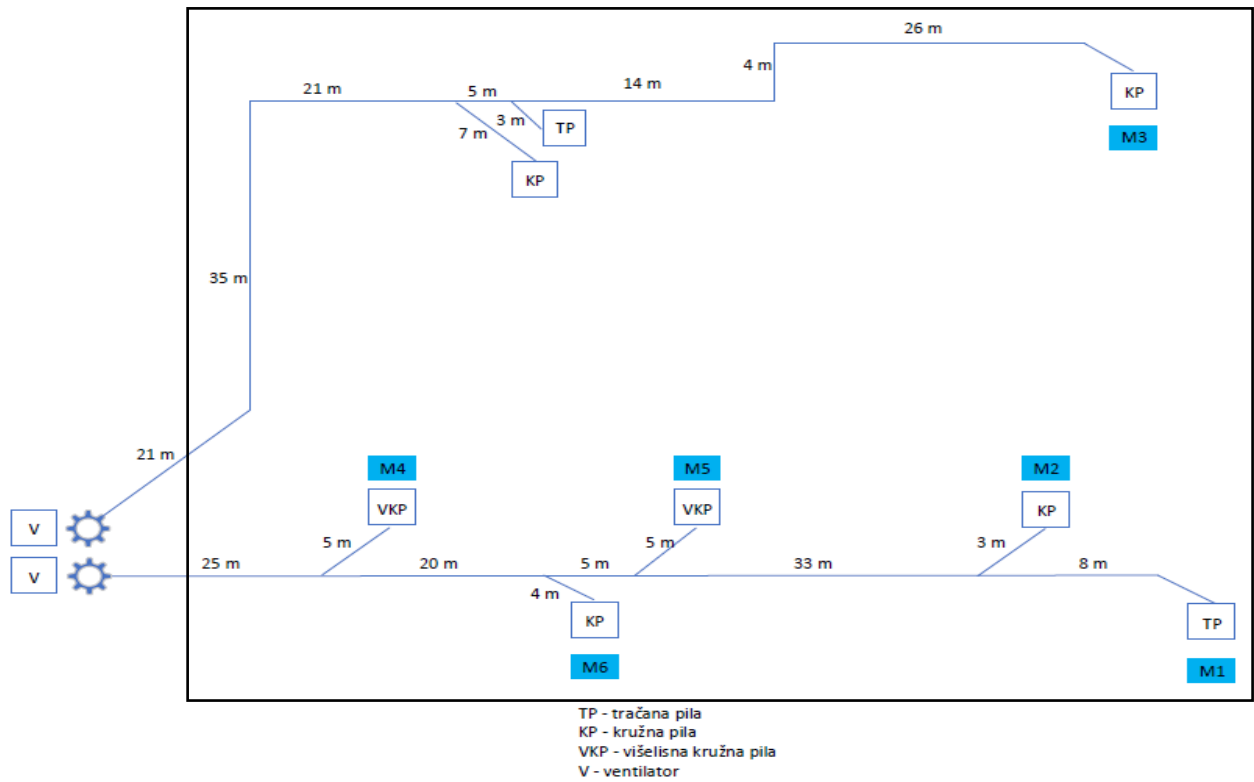 26 m
4 m
KP
M3
21 m
5 m
14 m
3 m
TP
7 m
KP
35 m
21 m
M4
M5
M2
VKP
VKP
KP
V
5 m
5 m
3 m
V
25 m
20 m
5 m
33 m
8 m
4 m
KP
TP
M6
M1
TP - tračana pila
KP - kružna pila
VKP - višelisna kružna pila
V - ventilator